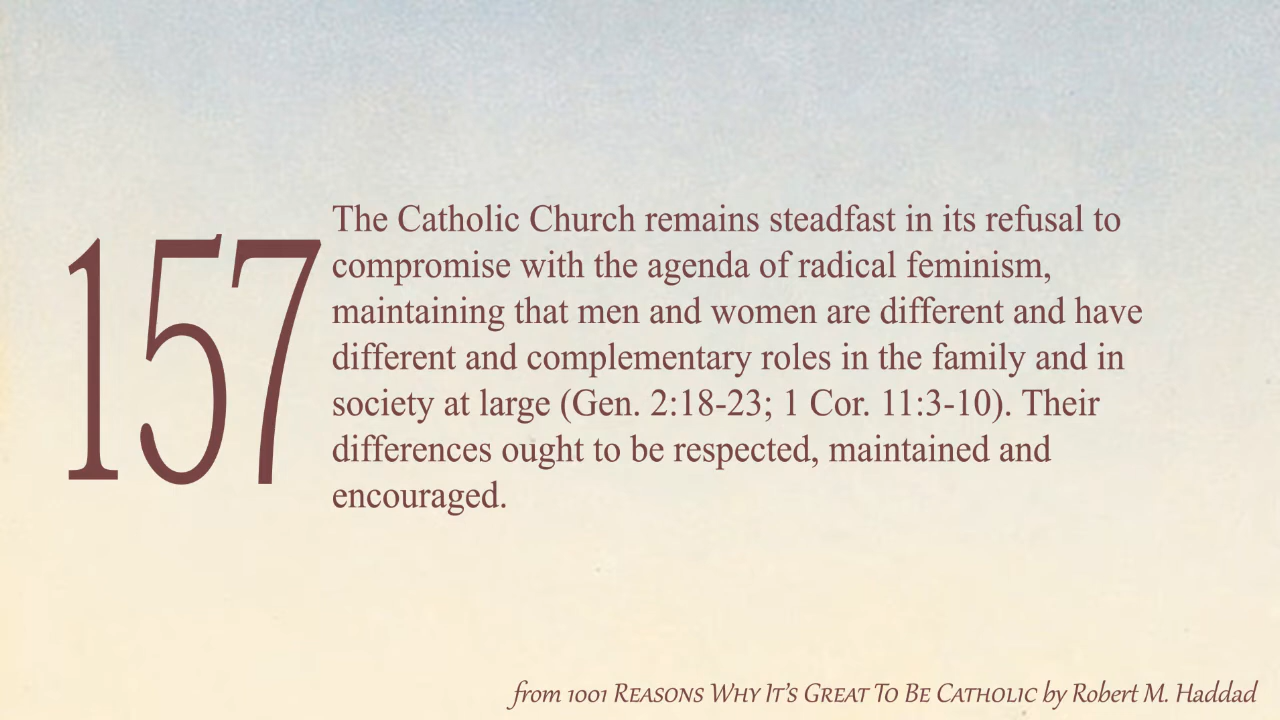 157
The Catholic Church remains steadfast in its refusal to
compromise with the agenda of radical feminism,
maintaining that men and women are different and have
different and complementary roles in the family and in
society at large (Gen. 2:18-23; 1 Cor. 11:3-10). Their
differences ought to be respected, maintained and
encouraged.
from 1001 Reasons Why It's Great To Be Catholic by Robert M. Haddad